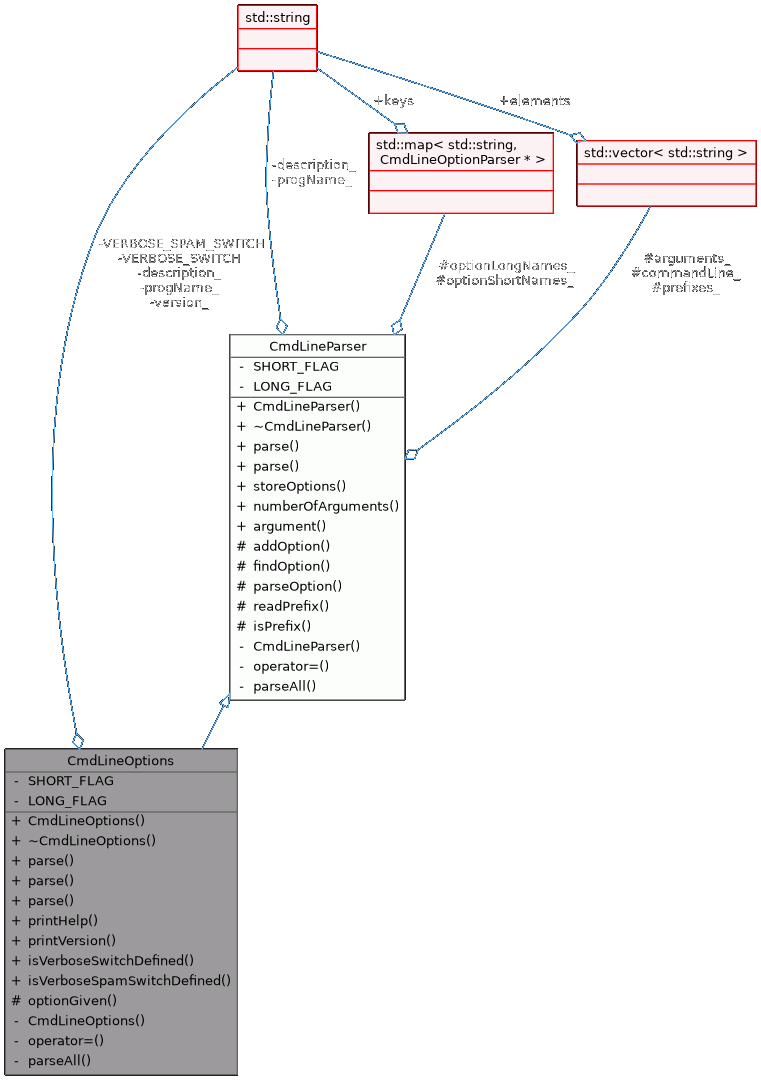 std::string
+keys
+elements
std::map< std::string,
CmdLineOptionParser * >
std::vector< std::string >
-description_
-progName_
-VERBOSE_SPAM_SWITCH
-VERBOSE_SWITCH
-description_
-progName_
-version_
#optionLongNames_
#optionShortNames_
#arguments_
#commandLine_
#prefixes_
CmdLineParser
- SHORT_FLAG
- LONG_FLAG
+ CmdLineParser()
+ ~CmdLineParser()
+ parse()
+ parse()
+ storeOptions()
+ numberOfArguments()
+ argument()
# addOption()
# findOption()
# parseOption()
# readPrefix()
# isPrefix()
- CmdLineParser()
- operator=()
- parseAll()
CmdLineOptions
- SHORT_FLAG
- LONG_FLAG
+ CmdLineOptions()
+ ~CmdLineOptions()
+ parse()
+ parse()
+ parse()
+ printHelp()
+ printVersion()
+ isVerboseSwitchDefined()
+ isVerboseSpamSwitchDefined()
# optionGiven()
- CmdLineOptions()
- operator=()
- parseAll()